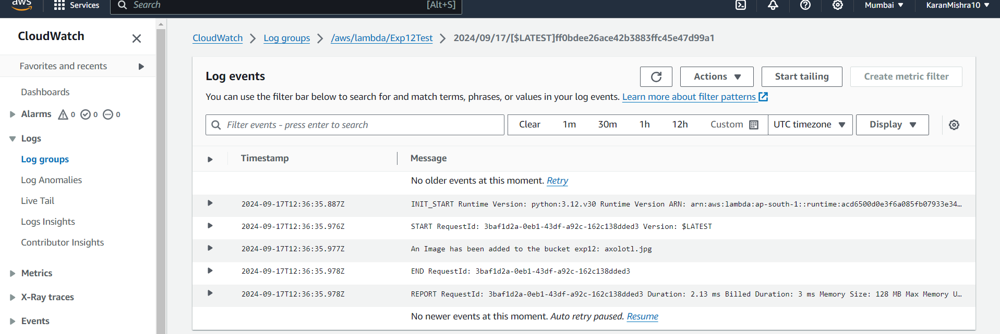 aws Services Search [Alt+S] Mumbai KaranMishra10
CloudWatch
Favorites and recents
Dashboards
Alarms 0 0 0
Logs
Log groups
Log Anomalies
Live Tail
Logs Insights
Contributor Insights
Metrics
X-Ray traces
Events
CloudWatch Log groups /aws/lambda/Exp12Test 2024/09/17/[$LATEST]ff0bdee26ace42b3883ffc45e47d99a1
Log events Actions Start tailing Create metric filter
You can use the filter bar below to search for and match terms, phrases, or values in your log events. Learn more about filter patterns
Filter events - press enter to search Clear 1m 30m 1h 12h Custom UTC timezone Display
Timestamp Message
No older events at this moment. Retry
2024-09-17T12:36:35.887Z INIT_START Runtime Version: python:3.12.v30 Runtime Version ARN: arn:aws:lambda:ap-south-1::runtime:acd6500d0e3f6a085fb07933e34…
2024-09-17T12:36:35.976Z START RequestId: 3baf1d2a-0eb1-43df-a92c-162c138dded3 Version: $LATEST
2024-09-17T12:36:35.977Z An Image has been added to the bucket exp12: axolotl.jpg
2024-09-17T12:36:35.978Z END RequestId: 3baf1d2a-0eb1-43df-a92c-162c138dded3
2024-09-17T12:36:35.978Z REPORT RequestId: 3baf1d2a-0eb1-43df-a92c-162c138dded3 Duration: 2.13 ms Billed Duration: 3 ms Memory Size: 128 MB Max Memory U…
No newer events at this moment. Auto retry paused. Resume